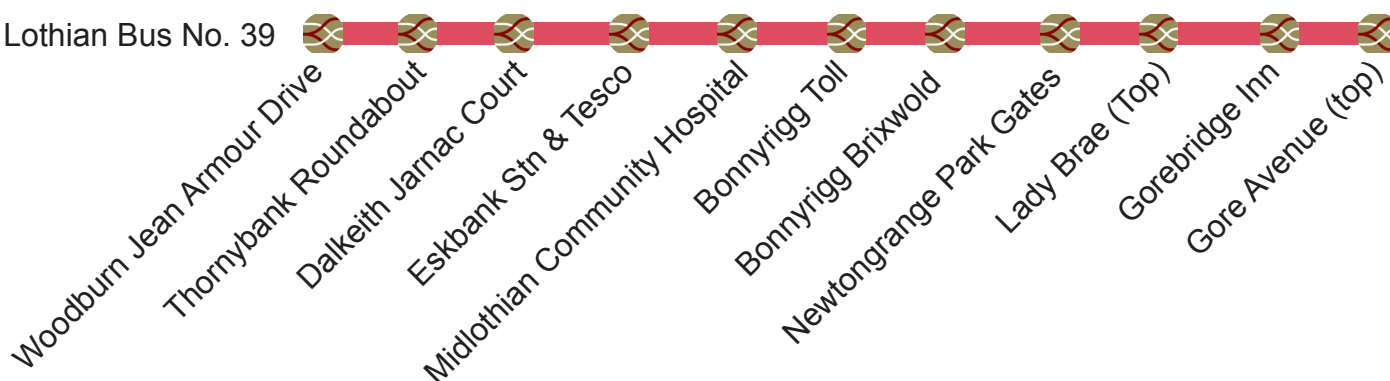 Lothian Bus No. 39
Woodburn Jean Armour Drive
Thornybank Roundabout
Dalkeith Jarnac Court
Eskbank Stn & Tesco
Midlothian Community Hospital
Bonnyrigg Toll
Bonnyrigg Brixwold
Newtongrange Park Gates
Lady Brae (Top)
Gorebridge Inn
Gore Avenue (top)